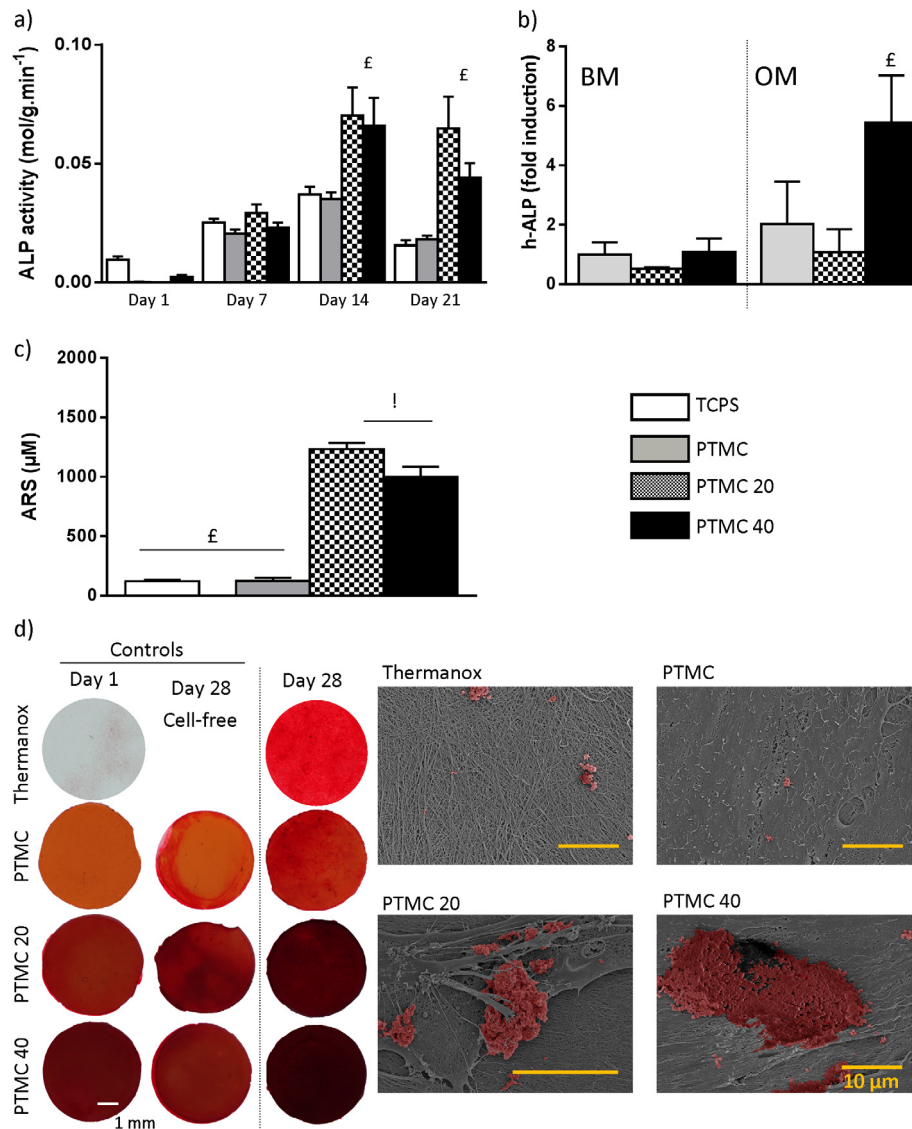 a)
0.10
0.05
0.00
ALP activity (mol/g.min⁻¹)
£
£
Day 1
Day 7
Day 14
Day 21
b)
8
6
4
2
0
h-ALP (fold induction)
BM
OM
£
c)
2000
1500
1000
500
0
ARS (µM)
£
!
TCPS
PTMC
PTMC 20
PTMC 40
d)
Controls
Day 1
Day 28
Cell-free
Day 28
Thermanox
PTMC
PTMC 20
PTMC 40
1 mm
Thermanox
PTMC
PTMC 20
PTMC 40
10 µm